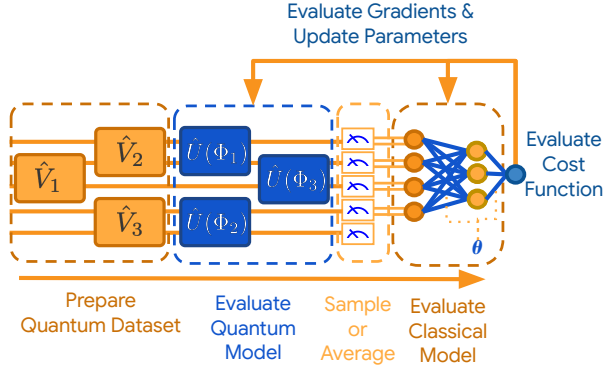 Evaluate Gradients &
Update Parameters
V̂₁
V̂₂
V̂₃
Û(Φ₁)
Û(Φ₂)
Û(Φ₃)
Evaluate
Cost
Function
θ
Prepare
Quantum Dataset
Evaluate
Quantum
Model
Sample
or
Average
Evaluate
Classical
Model